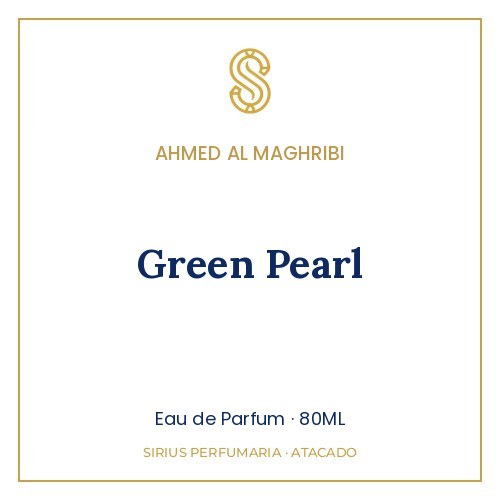 AHMED AL MAGHRIBI
Green Pearl
Eau de Parfum · 80ML
SIRIUS PERFUMARIA · ATACADO